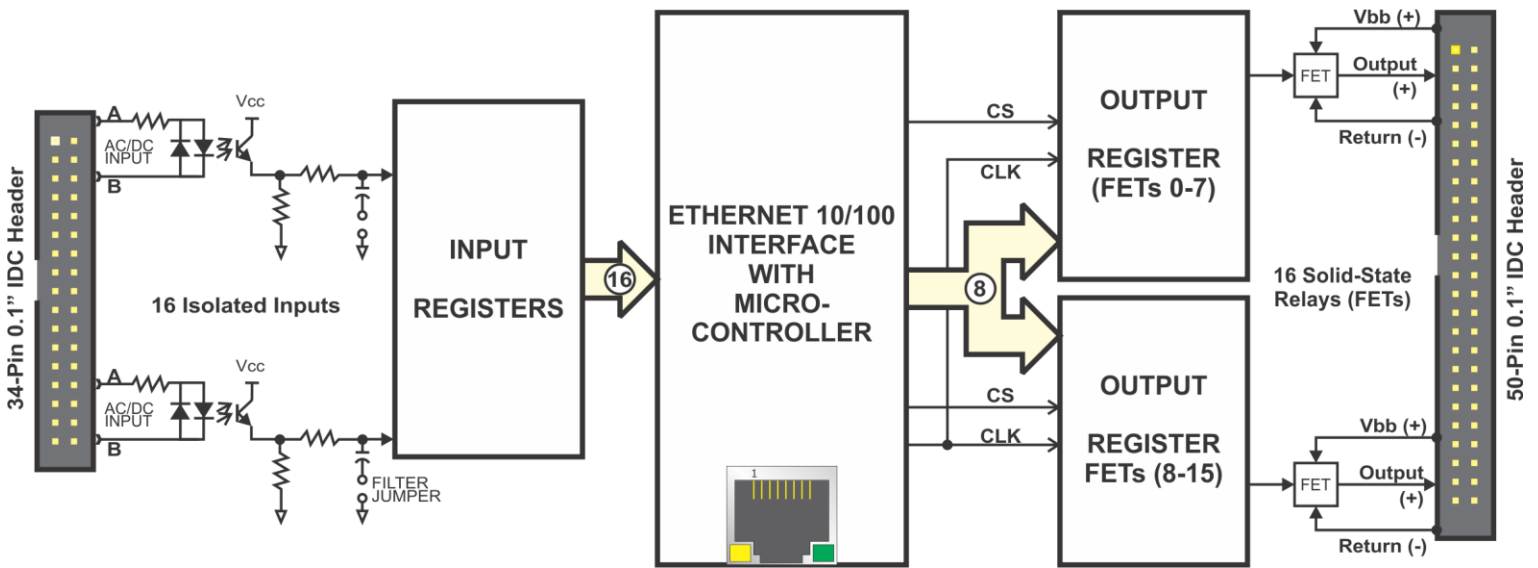 34-Pin 0.1” IDC Header
A
AC/DC
INPUT
B
Vcc
16 Isolated Inputs
A
AC/DC
INPUT
B
Vcc
FILTER
JUMPER
INPUT
REGISTERS
16
ETHERNET 10/100
INTERFACE
WITH
MICRO-
CONTROLLER
1
CS
CLK
8
CS
CLK
OUTPUT
REGISTER
(FETs 0-7)
OUTPUT
REGISTER
FETs (8-15)
FET
Vbb (+)
Output
(+)
Return (-)
16 Solid-State
Relays (FETs)
FET
Vbb (+)
Output
(+)
Return (-)
50-Pin 0.1” IDC Header